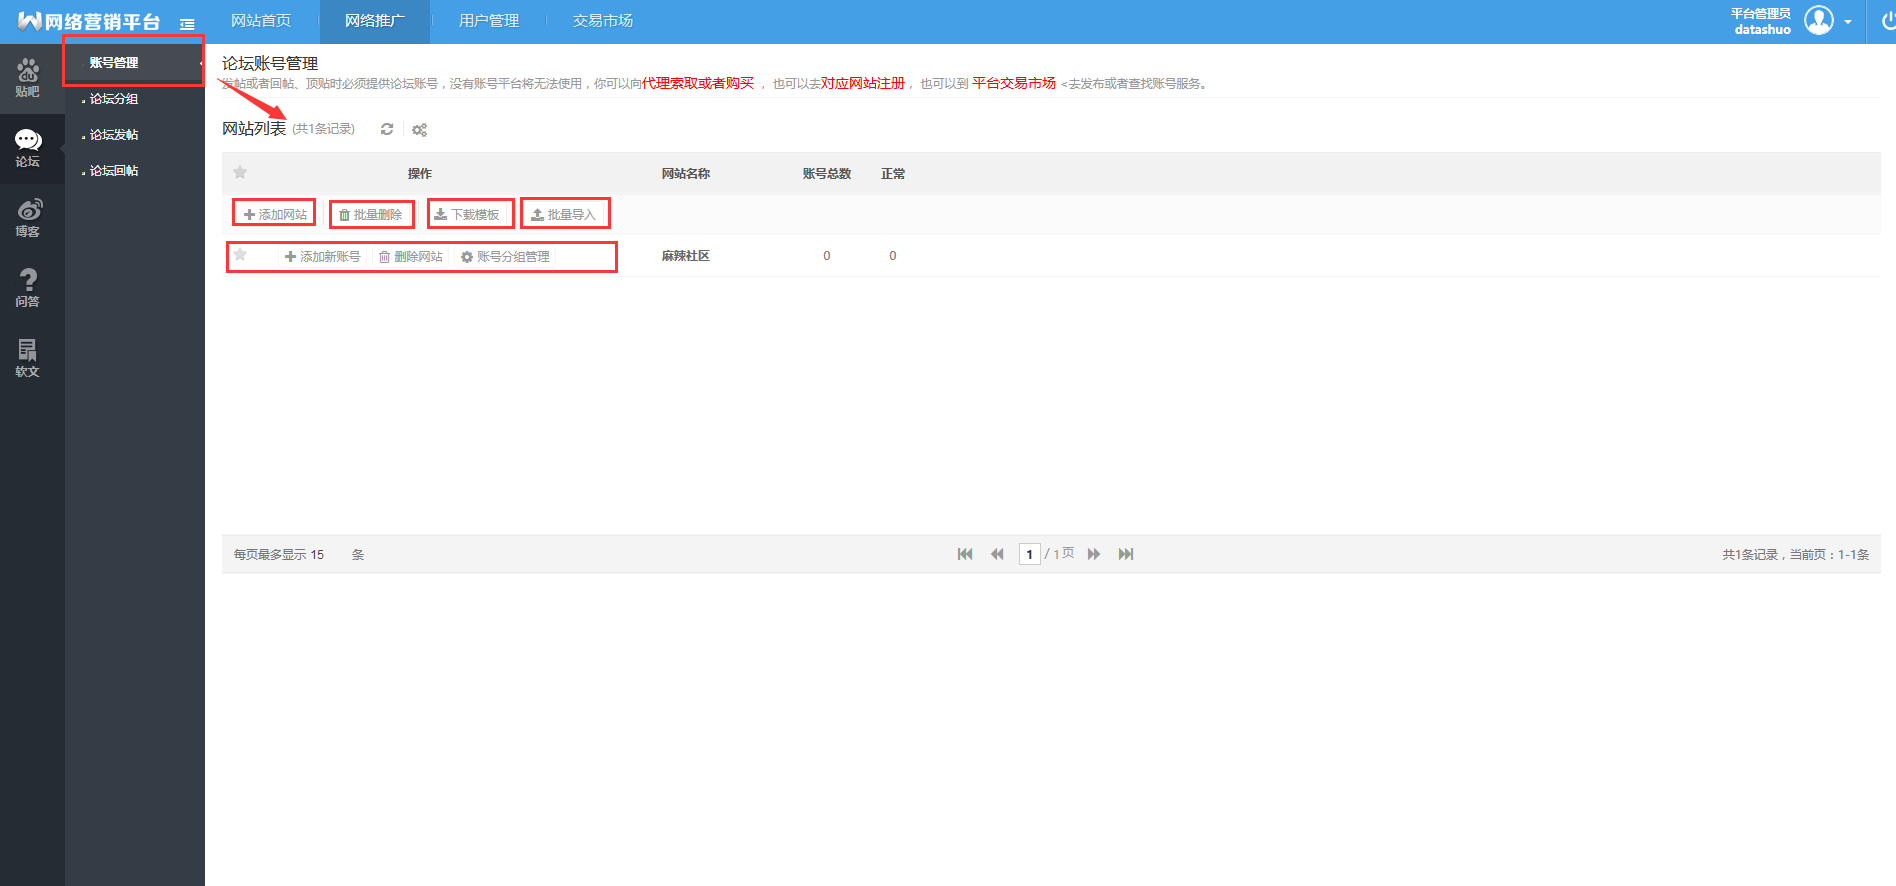 网络营销平台
网站首页 网络推广 用户管理 交易市场
平台管理员
datashuo
贴吧
论坛
博客
问答
软文
账号管理
论坛分组
论坛发帖
论坛回帖
论坛账号管理
发帖或者回帖、顶贴时必须提供论坛账号，没有账号平台将无法使用，你可以向代理索取或者购买 ，也可以去对应网站注册 ，也可以到 平台交易市场 <去发布或者查找账号服务。
网站列表 (共1条记录)
操作 网站名称 账号总数 正常
添加网站 批量删除 下载模板 批量导入
添加新账号 删除网站 账号分组管理 麻辣社区 0 0
每页最多显示 15 条 1 / 1页 共1条记录，当前页：1-1条